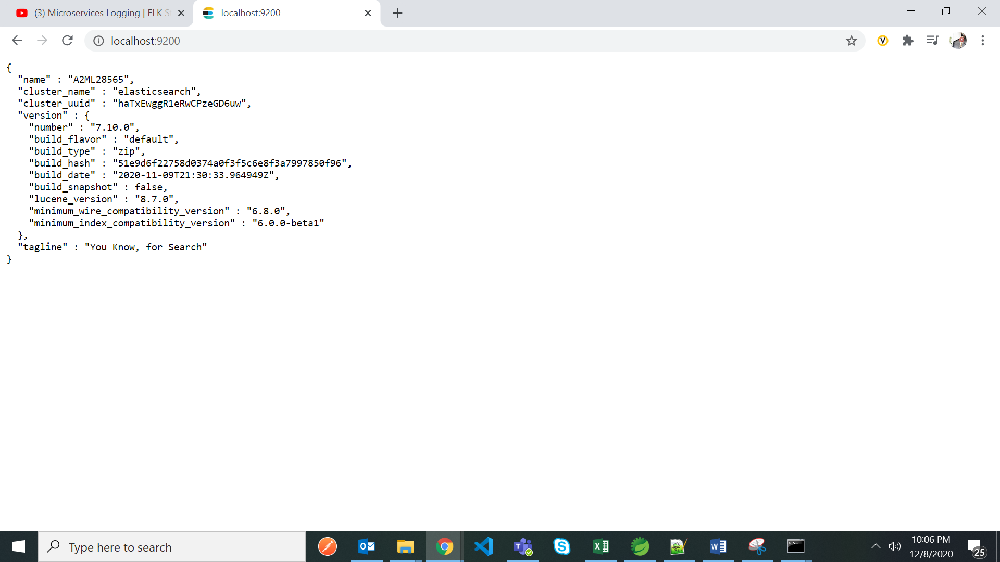 (3) Microservices Logging | ELK S
localhost:9200
localhost:9200
{
  "name" : "A2ML28565",
  "cluster_name" : "elasticsearch",
  "cluster_uuid" : "haTxEwggR1eRwCPzeGD6uw",
  "version" : {
    "number" : "7.10.0",
    "build_flavor" : "default",
    "build_type" : "zip",
    "build_hash" : "51e9d6f22758d0374a0f3f5c6e8f3a7997850f96",
    "build_date" : "2020-11-09T21:30:33.964949Z",
    "build_snapshot" : false,
    "lucene_version" : "8.7.0",
    "minimum_wire_compatibility_version" : "6.8.0",
    "minimum_index_compatibility_version" : "6.0.0-beta1"
  },
  "tagline" : "You Know, for Search"
}
Type here to search
10:06 PM
12/8/2020
25